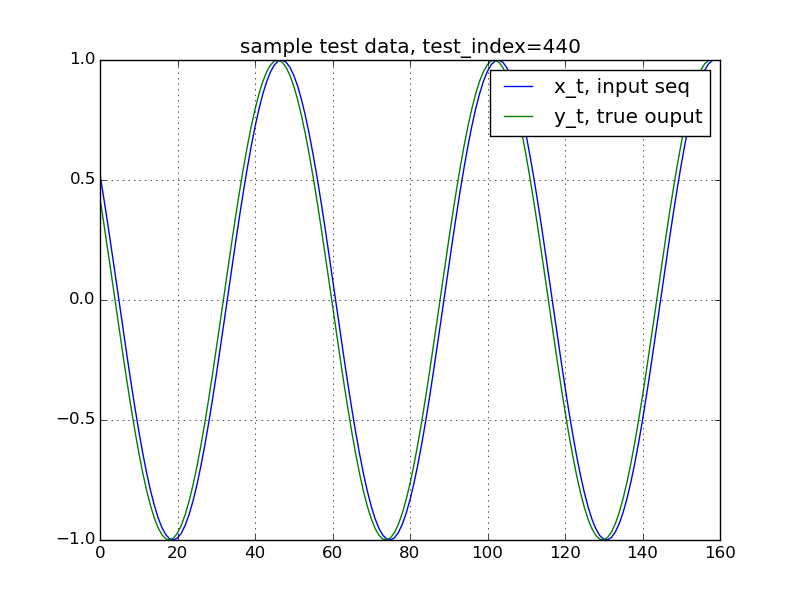 sample test data, test_index=440
x_t, input seq
y_t, true ouput
1.0
0.5
0.0
−0.5
−1.0
0 20 40 60 80 100 120 140 160